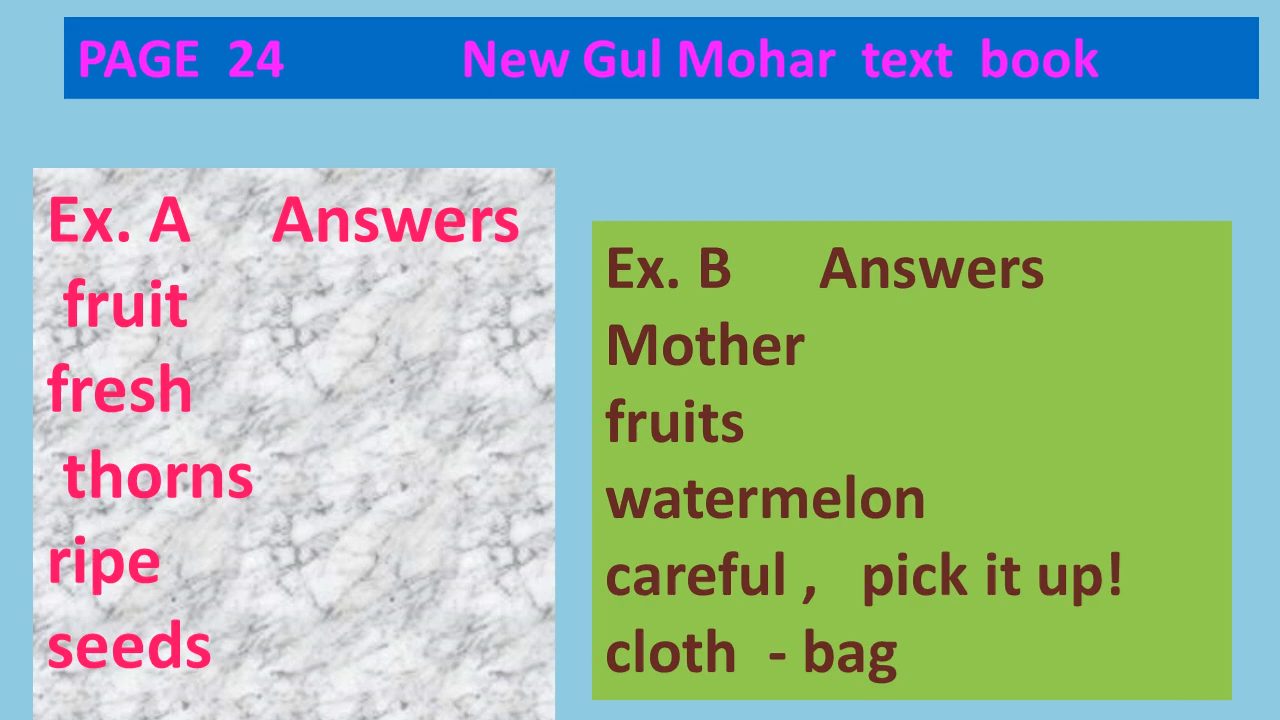 PAGE 24 New Gul Mohar text book
Ex. A Answers
fruit
fresh
thorns
ripe
seeds
Ex. B Answers
Mother
fruits
watermelon
careful , pick it up!
cloth - bag